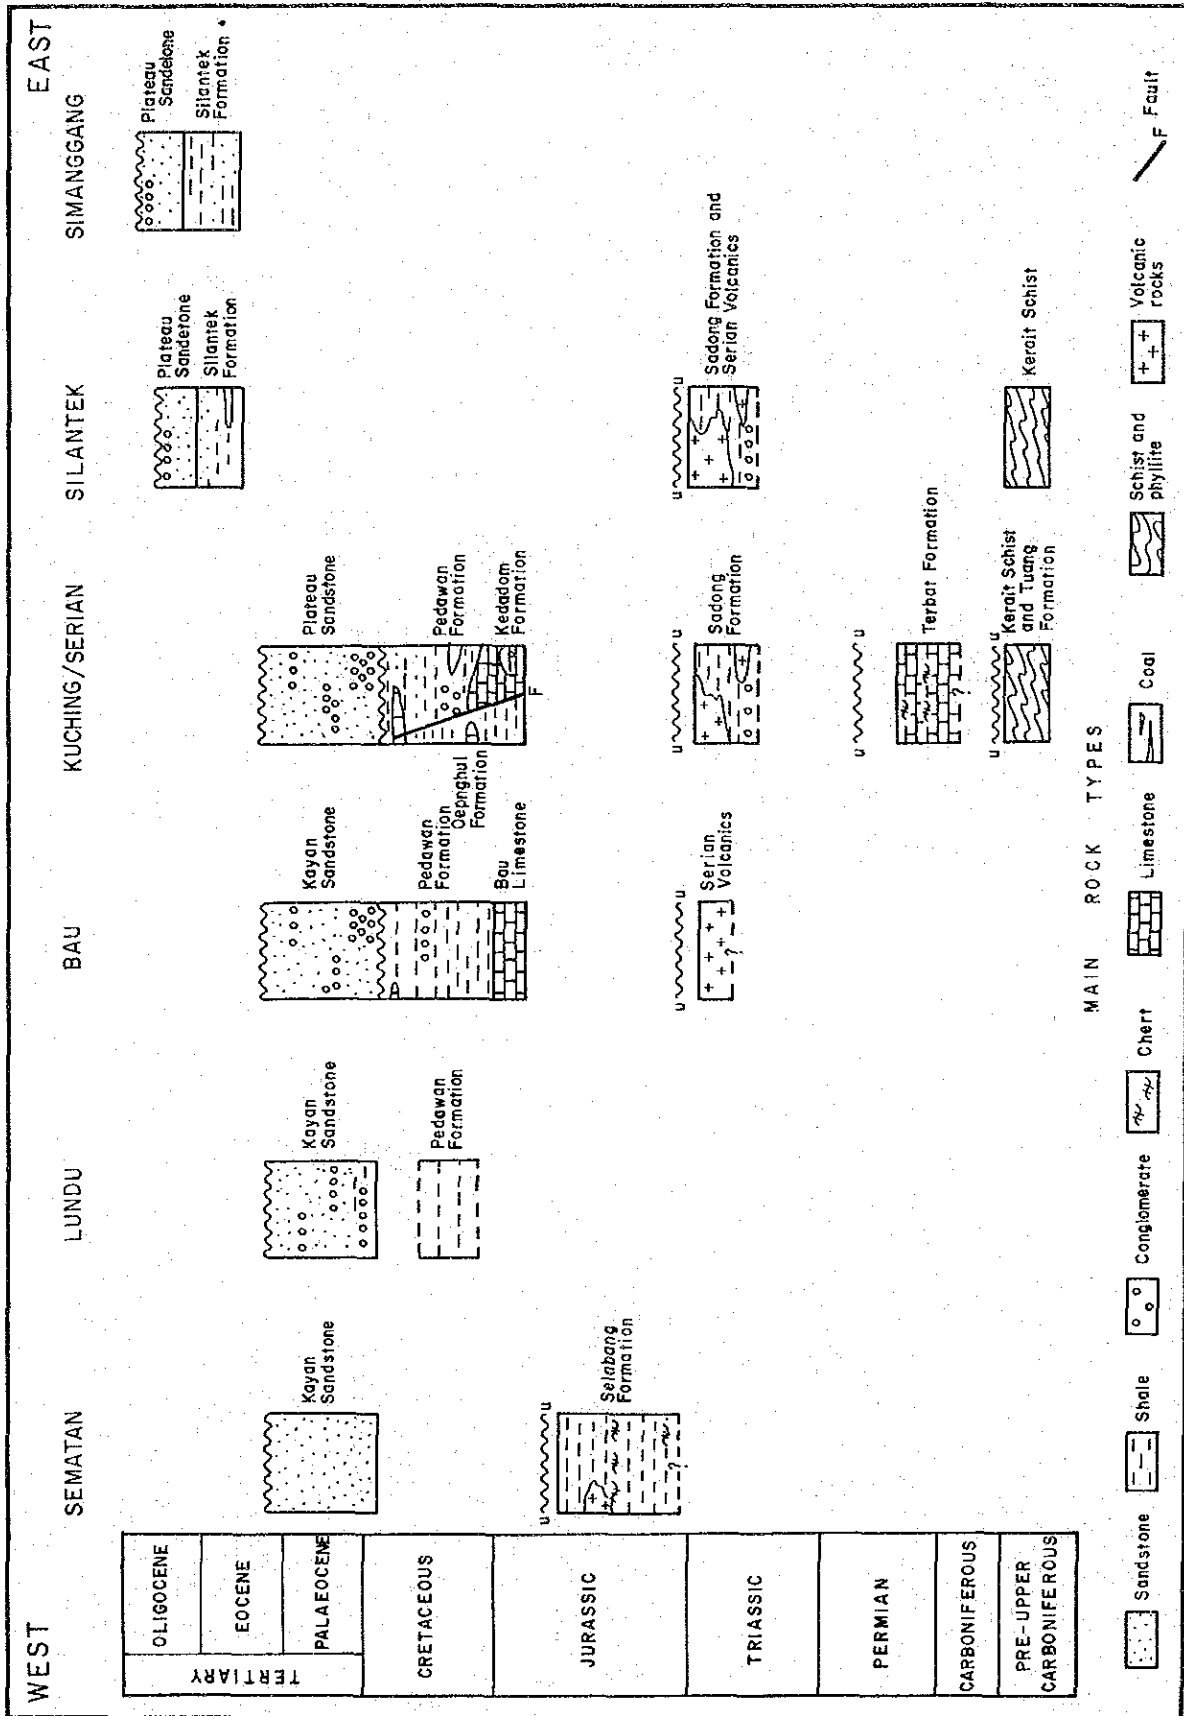 WEST
EAST
SEMATAN
LUNDU
BAU
KUCHING/SERIAN
SILANTEK
SIMANGGANG
TERTIARY
OLIGOCENE
EOCENE
PALAEOCENE
CRETACEOUS
JURASSIC
TRIASSIC
PERMIAN
CARBONIFEROUS
PRE-UPPER
CARBONIFEROUS
Kayan
Sandstone
u
u
Selabang
Formation
?
Kayan
Sandstone
Pedawan
Formation
Kayan
Sandstone
Pedawan
Formation
Bau
Limestone
u
u
Serian
Volcanics
?
Plateau
Sandstone
Pedawan
Formation
Kedadom
Formation
Oepnghul
Formation
F
u
u
Sadong
Formation
u
u
Terbat Formation
?
u
u
Kerait Schist
and Tuang
Formation
Plateau
Sandetone
Silantek
Formation
u
u
Sadong Formation and
Serian Volcanics
Kerait Schist
Plateau
Sandetone
Silantek
Formation
MAIN ROCK TYPES
Sandstone
Shale
Conglomerate
Chert
Limestone
Coal
Schist and
phyllite
Volcanic
rocks
F Fault